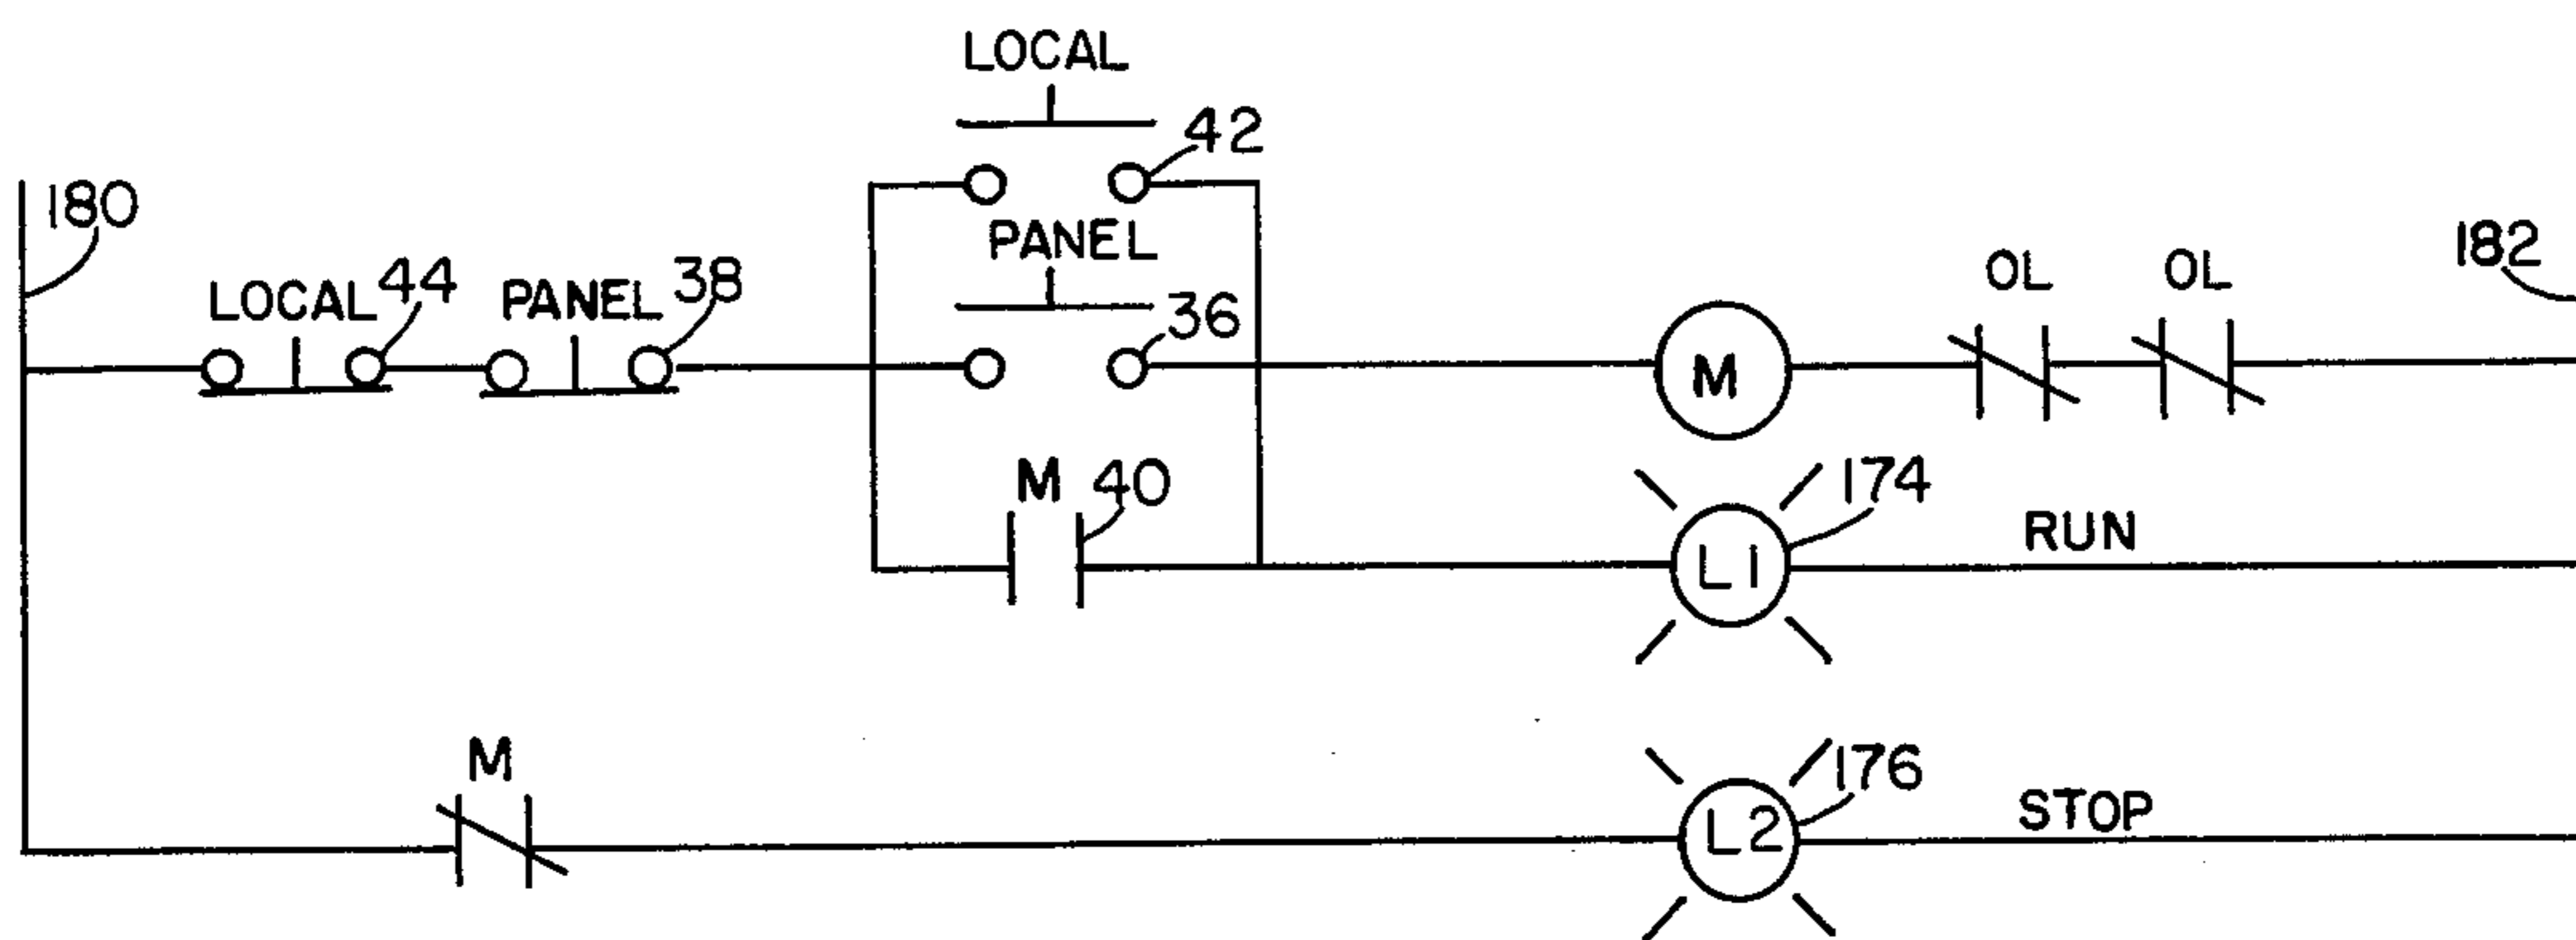 LOCAL
42
180
PANEL
182
LOCAL 44
PANEL 38
36
OL
OL
M
M 40
174
L1
RUN
M
176
L2
STOP